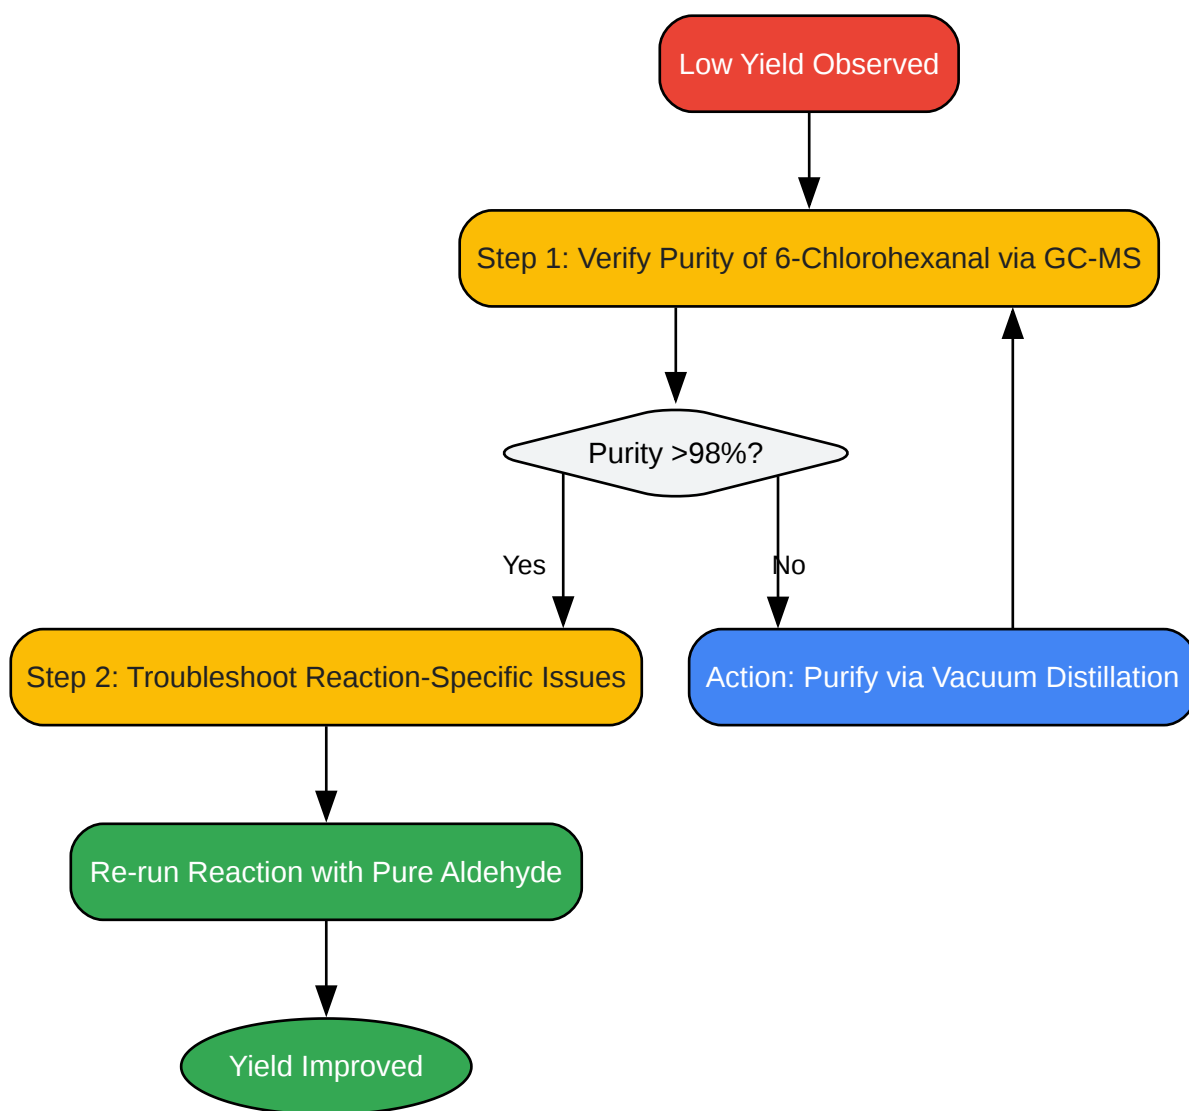 Low Yield Observed
Step 1: Verify Purity of 6-Chlorohexanal via GC-MS
Purity >98%?
Yes
No
Step 2: Troubleshoot Reaction-Specific Issues
Action: Purify via Vacuum Distillation
Re-run Reaction with Pure Aldehyde
Yield Improved